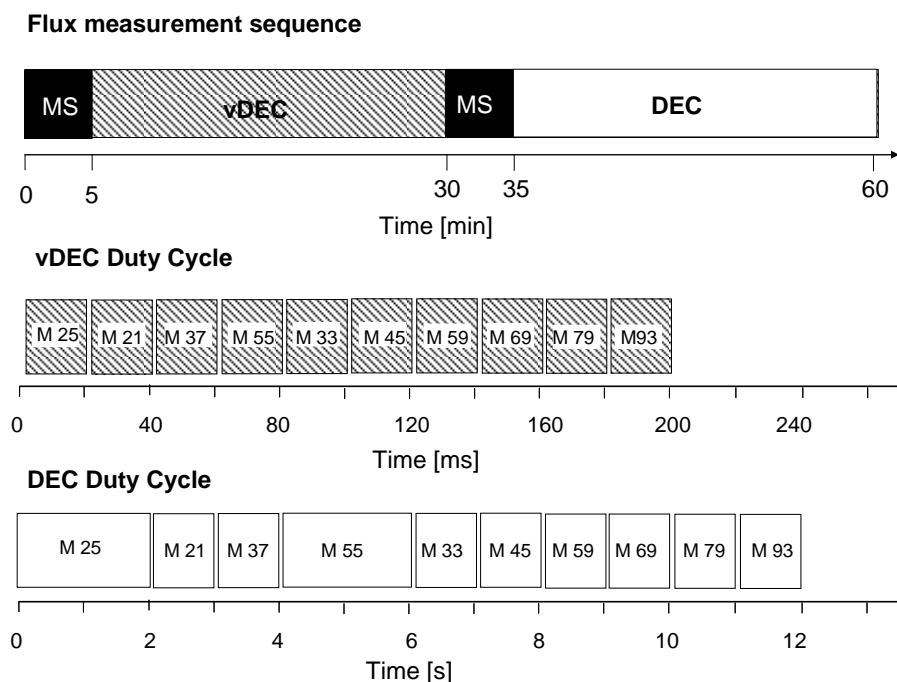 Flux measurement sequence
MS vDEC MS DEC
0 5 30 35 60
Time [min]
vDEC Duty Cycle
M 25 M 21 M 37 M 55 M 33 M 45 M 59 M 69 M 79 M93
0 40 80 120 160 200 240
Time [ms]
DEC Duty Cycle
M 25 M 21 M 37 M 55 M 33 M 45 M 59 M 69 M 79 M 93
0 2 4 6 8 10 12
Time [s]